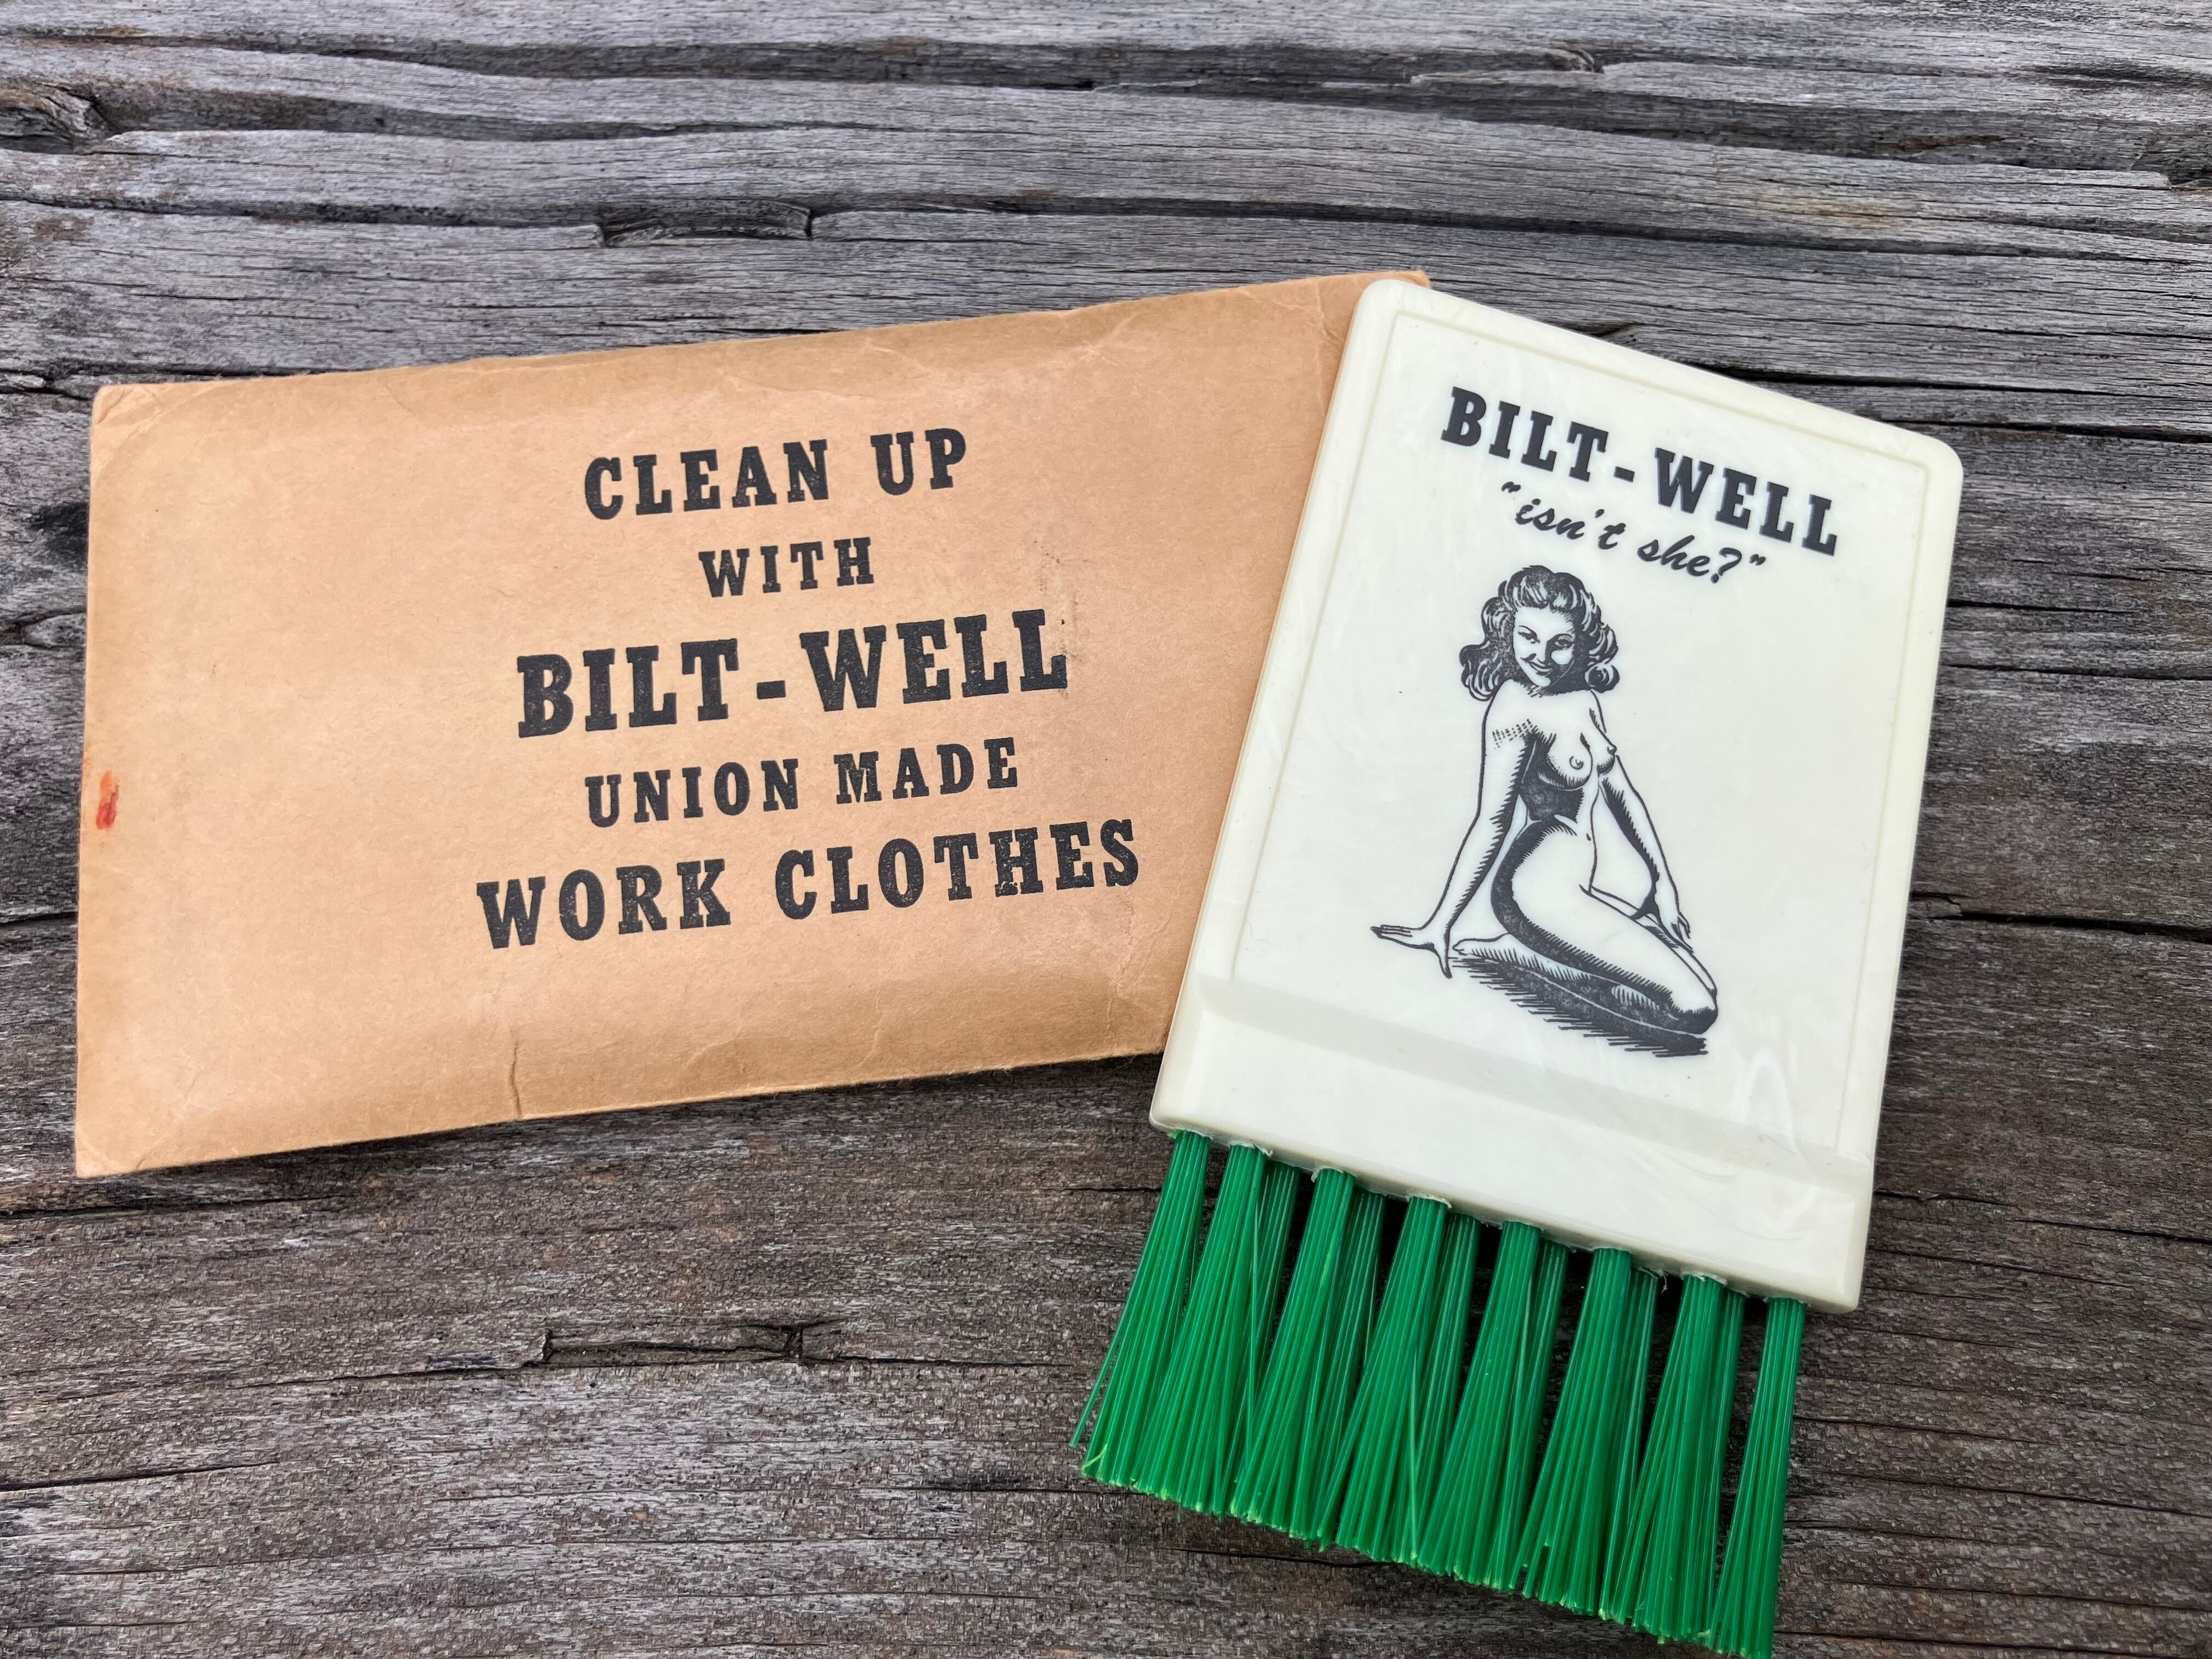 CLEAN UP
WITH
BILT-WELL
UNION MADE
WORK CLOTHES
BILT-WELL
"isn't she?"